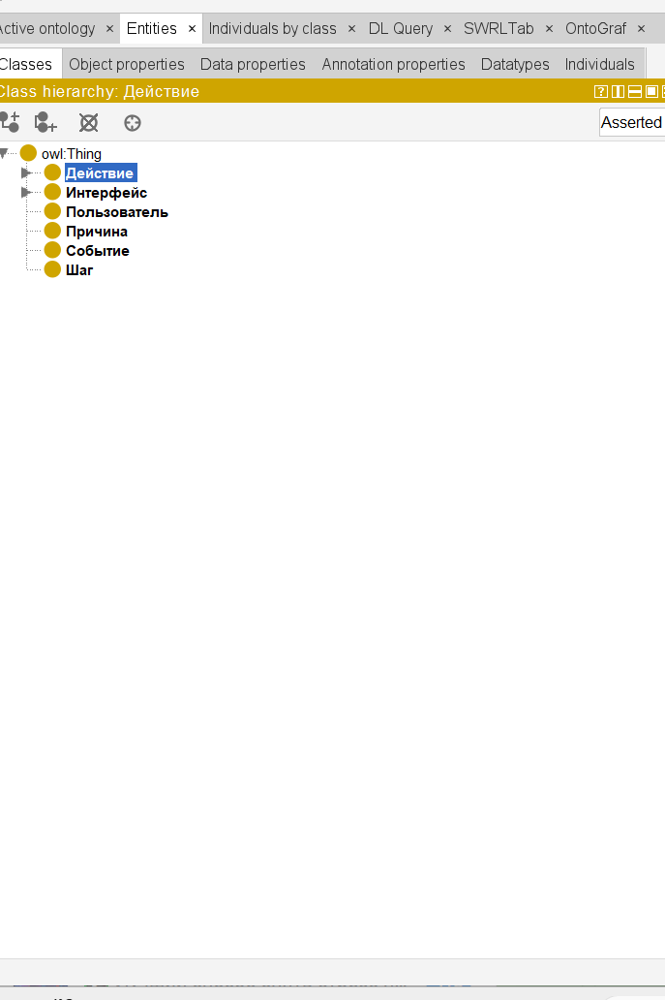 Active ontology × Entities × Individuals by class × DL Query × SWRLTab × OntoGraf ×
Classes Object properties Data properties Annotation properties Datatypes Individuals
Class hierarchy: Действие
Asserted
owl:Thing
Действие
Интерфейс
Пользователь
Причина
Событие
Шаг